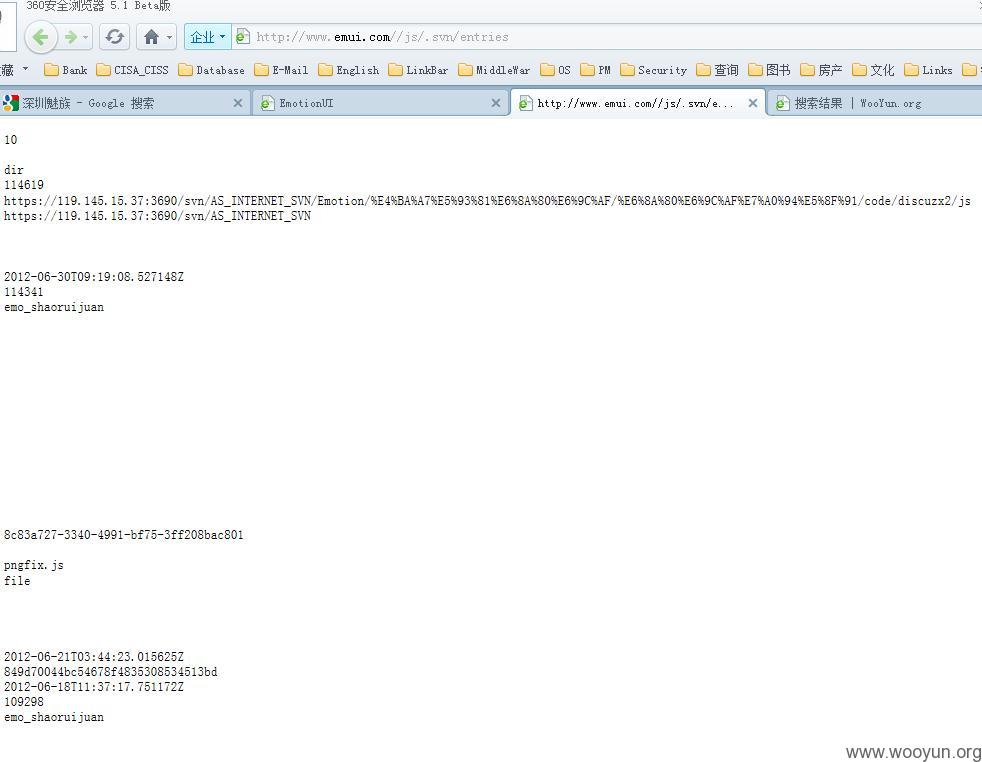 360安全浏览器 5.1 Beta版
企业 http://www.emui.com//js/.svn/entries
藏 Bank CISA_CISS Database E-Mail English LinkBar MiddleWar OS PM Security 查询 图书 房产 文化 Links
深圳魅族 - Google 搜索 EmotionUI http://www.emui.com//js/.svn/e... 搜索结果 | WooYun.org
10
dir
114619
https://119.145.15.37:3690/svn/AS_INTERNET_SVN/Emotion/%E4%BA%A7%E5%93%81%E6%8A%80%E6%9C%AF/%E6%8A%80%E6%9C%AF%E7%A0%94%E5%8F%91/code/discuzx2/js
https://119.145.15.37:3690/svn/AS_INTERNET_SVN
2012-06-30T09:19:08.527148Z
114341
emo_shaoruijuan
8c83a727-3340-4991-bf75-3ff208bac801
pngfix.js
file
2012-06-21T03:44:23.015625Z
849d70044bc54678f4835308534513bd
2012-06-18T11:37:17.751172Z
109298
emo_shaoruijuan
www.wooyun.org